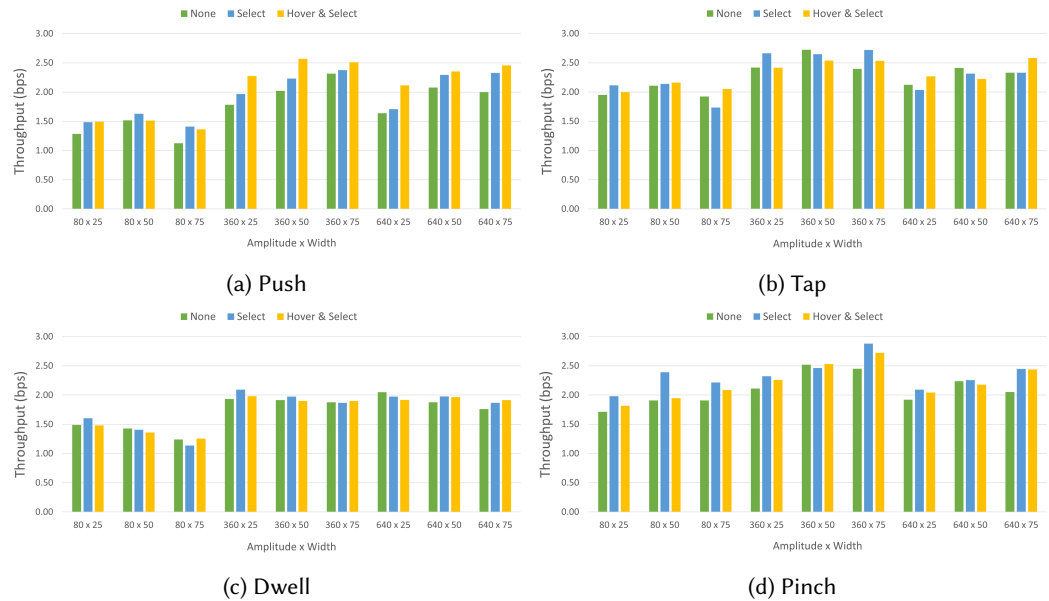 None Select Hover & Select
3.00
2.50
2.00
1.50
1.00
0.50
0.00
Throughput (bps)
80 x 25 80 x 50 80 x 75 360 x 25 360 x 50 360 x 75 640 x 25 640 x 50 640 x 75
Amplitude x Width
(a) Push
None Select Hover & Select
3.00
2.50
2.00
1.50
1.00
0.50
0.00
Throughput (bps)
80 x 25 80 x 50 80 x 75 360 x 25 360 x 50 360 x 75 640 x 25 640 x 50 640 x 75
Amplitude x Width
(b) Tap
None Select Hover & Select
3.00
2.50
2.00
1.50
1.00
0.50
0.00
Throughput (bps)
80 x 25 80 x 50 80 x 75 360 x 25 360 x 50 360 x 75 640 x 25 640 x 50 640 x 75
Amplitude x Width
(c) Dwell
None Select Hover & Select
3.00
2.50
2.00
1.50
1.00
0.50
0.00
Throughput (bps)
80 x 25 80 x 50 80 x 75 360 x 25 360 x 50 360 x 75 640 x 25 640 x 50 640 x 75
Amplitude x Width
(d) Pinch